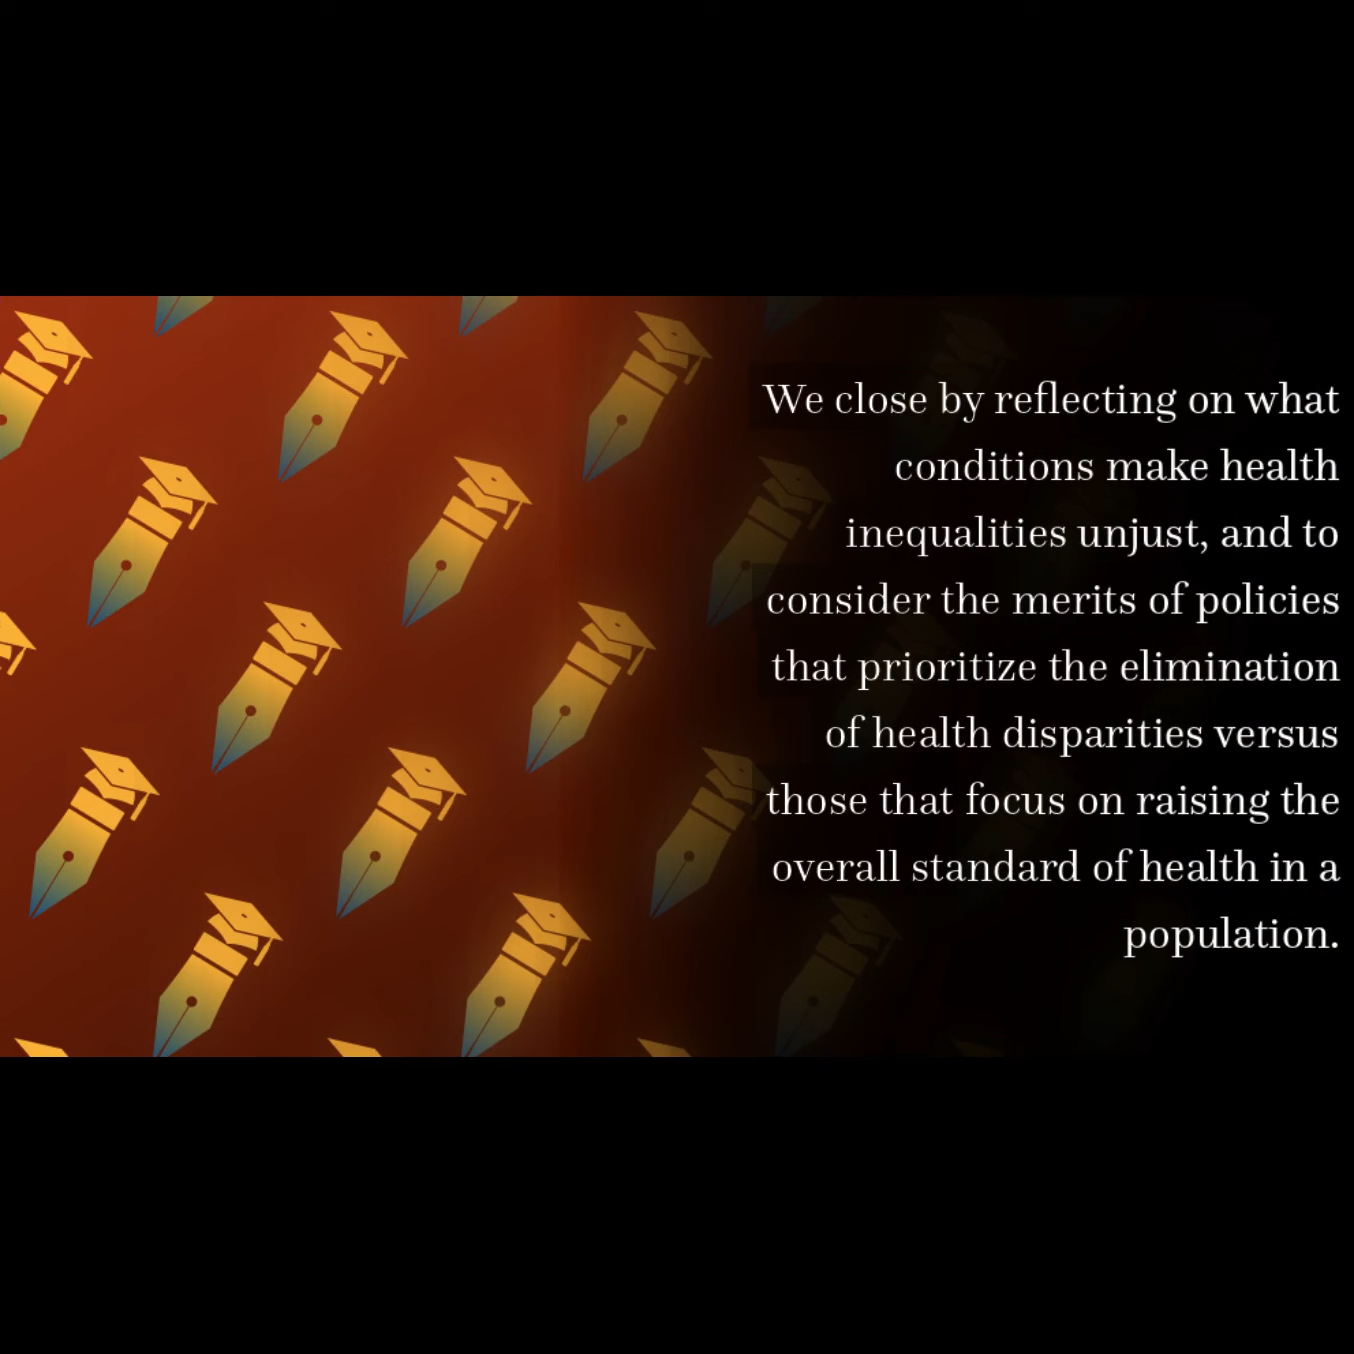 We close by reflecting on what
conditions make health
inequalities unjust, and to
consider the merits of policies
that prioritize the elimination
of health disparities versus
those that focus on raising the
overall standard of health in a
population.